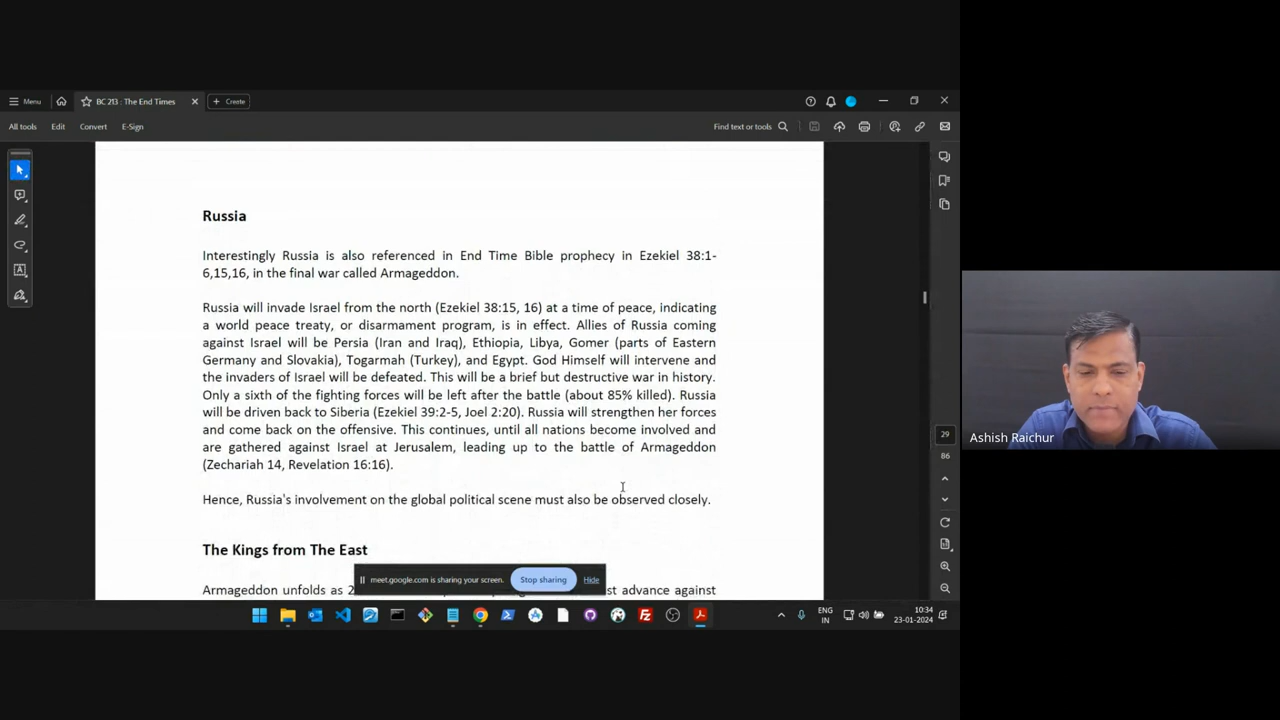 Menu
BC 213 : The End Times
Create
All tools
Edit
Convert
E-Sign
Find text or tools
Russia
Interestingly Russia is also referenced in End Time Bible prophecy in Ezekiel 38:1-
6,15,16, in the final war called Armageddon.
Russia will invade Israel from the north (Ezekiel 38:15, 16) at a time of peace, indicating
a world peace treaty, or disarmament program, is in effect. Allies of Russia coming
against Israel will be Persia (Iran and Iraq), Ethiopia, Libya, Gomer (parts of Eastern
Germany and Slovakia), Togarmah (Turkey), and Egypt. God Himself will intervene and
the invaders of Israel will be defeated. This will be a brief but destructive war in history.
Only a sixth of the fighting forces will be left after the battle (about 85% killed). Russia
will be driven back to Siberia (Ezekiel 39:2-5, Joel 2:20). Russia will strengthen her forces
and come back on the offensive. This continues, until all nations become involved and
are gathered against Israel at Jerusalem, leading up to the battle of Armageddon
(Zechariah 14, Revelation 16:16).
Hence, Russia's involvement on the global political scene must also be observed closely.
The Kings from The East
Armageddon unfolds as 2
st advance against
meet.google.com is sharing your screen.
Stop sharing
Hide
29
86
Ashish Raichur
ENG
IN
10:34
23-01-2024